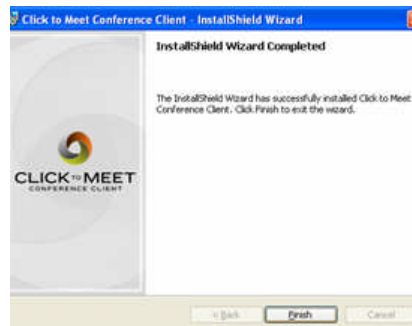 Click to Meet Conference Client - InstallShield Wizard
InstallShield Wizard Completed
The InstallShield Wizard has successfully installed Click to Meet
Conference Client. Click Finish to exit the wizard.
CLICK TO MEET
CONFERENCE CLIENT
< Back
Finish
Cancel